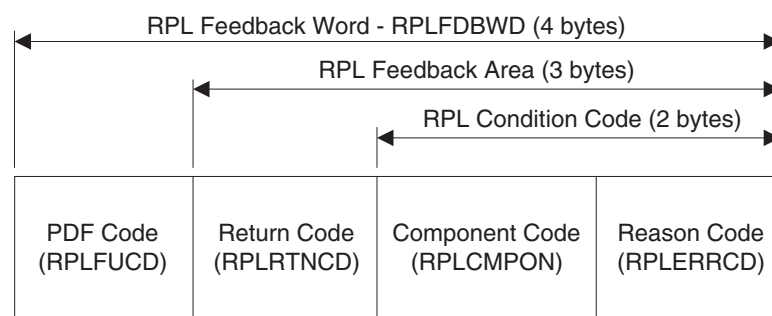 RPL Feedback Word - RPLFDBWD (4 bytes)
RPL Feedback Area (3 bytes)
RPL Condition Code (2 bytes)
PDF Code
(RPLFUCD)
Return Code
(RPLRTNCD)
Component Code
(RPLCMPON)
Reason Code
(RPLERRCD)